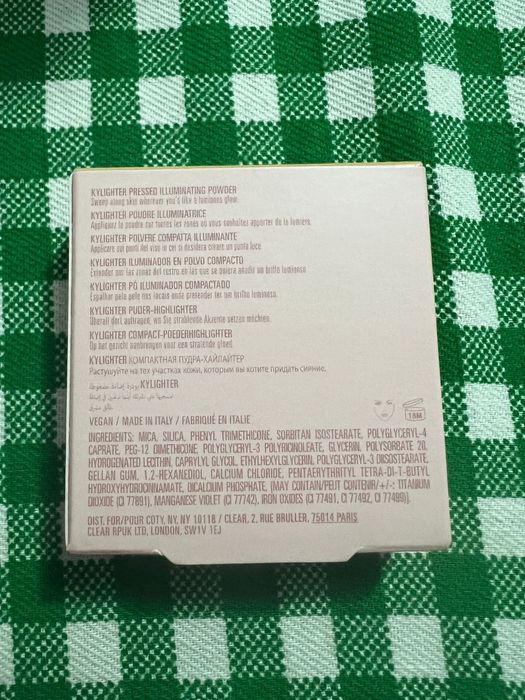 KYLIGHTER PRESSED ILLUMINATING POWDER
Sweep along skin wherever you'd like a luminous glow.
KYLIGHTER POUDRE ILLUMINATRICE
Appliquez la poudre sur toutes les zones où vous souhaitez apporter de la lumière.
KYLIGHTER POLVERE COMPATTA ILLUMINANTE
Applicare sui punti del viso in cui si desidera creare un punto luce.
KYLIGHTER ILUMINADOR EN POLVO COMPACTO
Extender por las zonas del rostro en las que se quiera añadir un brillo luminoso.
KYLIGHTER PÓ ILUMINADOR COMPACTADO
Espalhar pela pele nos locais onde pretender ter um brilho luminoso.
KYLIGHTER PUDER-HIGHLIGHTER
Überall dort auftragen, wo Sie strahlende Akzente setzen möchten.
KYLIGHTER COMPACT-POEDERHIGHLIGHTER
Op het gezicht aanbrengen voor een stralende gloed.
KYLIGHTER КОМПАКТНАЯ ПУДРА-ХАЙЛАЙТЕР
Растушуйте на тех участках кожи, которым вы хотите придать сияние.
KYLIGHTER بودرة إضاءة مضغوطة
VEGAN / MADE IN ITALY / FABRIQUÉ EN ITALIE
18M
INGREDIENTS: MICA, SILICA, PHENYL TRIMETHICONE, SORBITAN ISOSTEARATE, POLYGLYCERYL-4
CAPRATE, PEG-12 DIMETHICONE, POLYGLYCERYL-3 POLYRICINOLEATE, GLYCERIN, POLYSORBATE 20,
HYDROGENATED LECITHIN, CAPRYLYL GLYCOL, ETHYLHEXYLGLYCERIN, POLYGLYCERYL-3 DIISOSTEARATE,
GELLAN GUM, 1,2-HEXANEDIOL, CALCIUM CHLORIDE, PENTAERYTHRITYL TETRA-DI-T-BUTYL
HYDROXYHYDROCINNAMATE, DICALCIUM PHOSPHATE, [MAY CONTAIN/PEUT CONTENIR/+/-: TITANIUM
DIOXIDE (CI 77891), MANGANESE VIOLET (CI 77742), IRON OXIDES (CI 77491, CI 77492, CI 77499)].
DIST. FOR/POUR COTY, NY, NY 10118 / CLEAR, 2, RUE BRULLER, 75014 PARIS
CLEAR RPUK LTD, LONDON, SW1V 1EJ